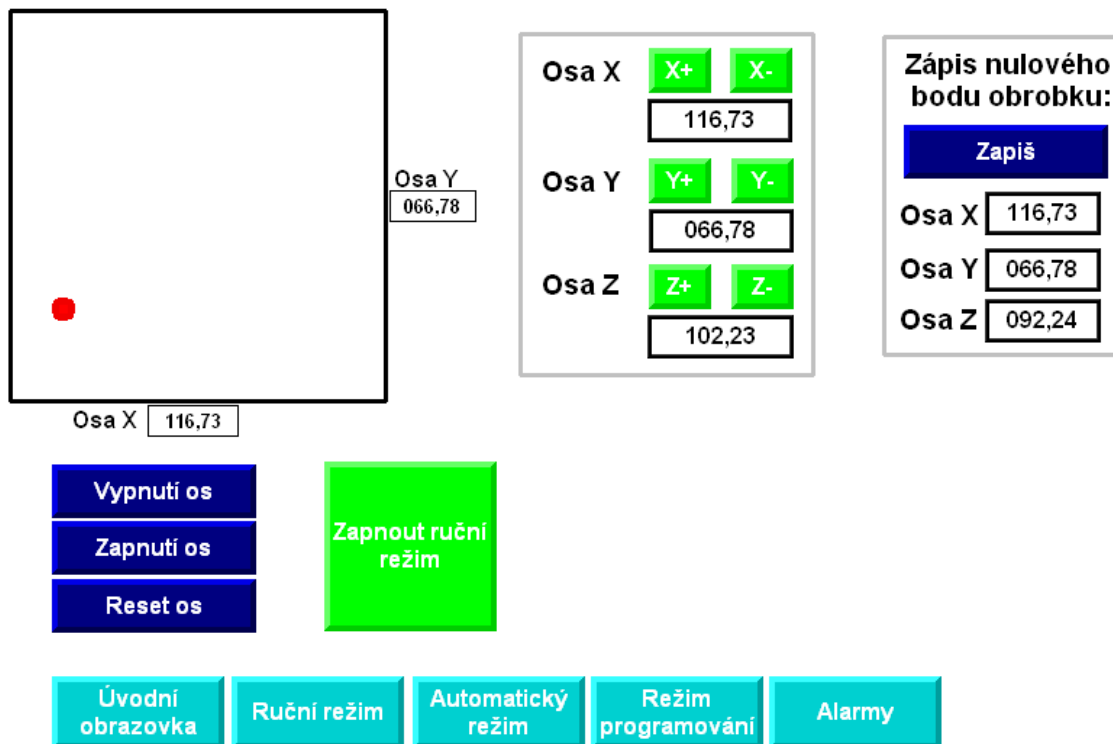 Osa Y
066,78
Osa X 116,73
Osa X X+ X-
116,73
Osa Y Y+ Y-
066,78
Osa Z Z+ Z-
102,23
Zápis nulového
bodu obrobku:
Zapiš
Osa X 116,73
Osa Y 066,78
Osa Z 092,24
Vypnutí os
Zapnutí os
Reset os
Zapnout ruční
režim
Úvodní
obrazovka
Ruční režim
Automatický
režim
Režim
programování
Alarmy